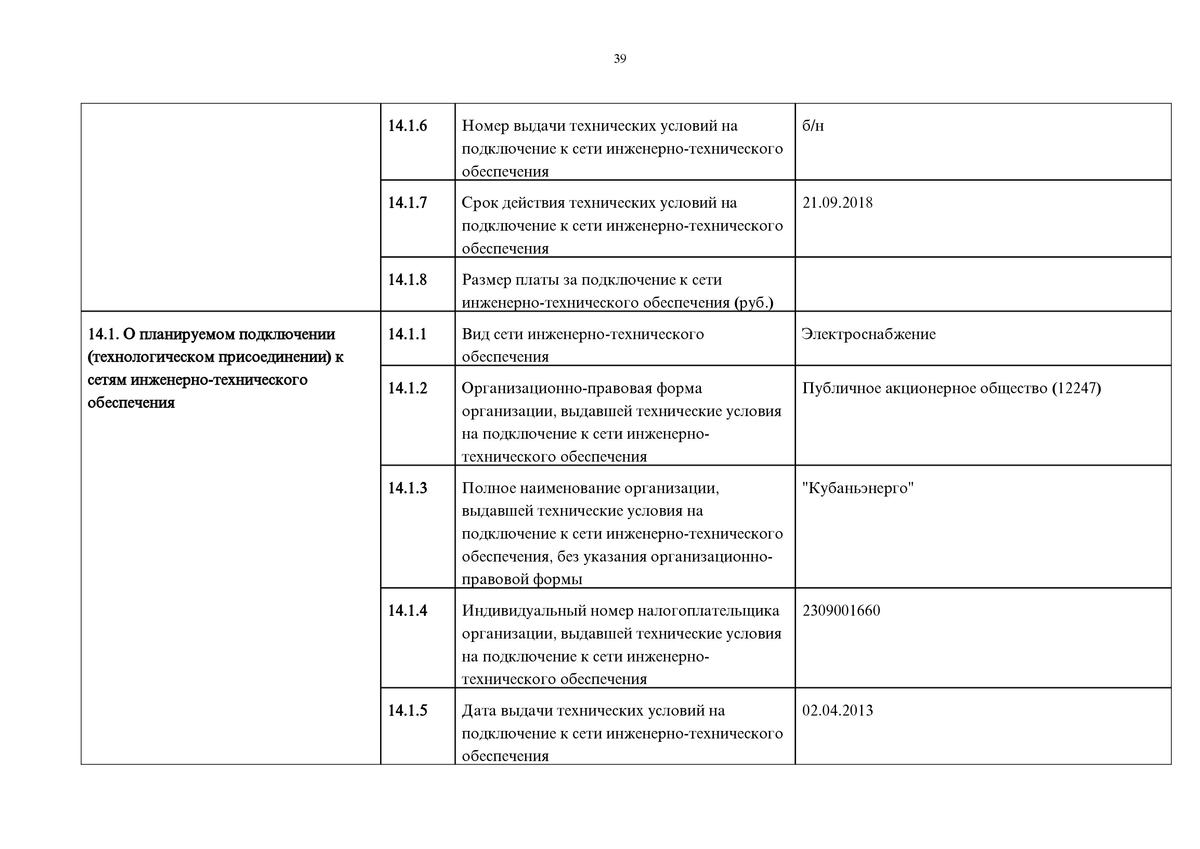 39
14.1.6
Номер выдачи технических условий на
подключение к сети инженерно-технического
обеспечения
б/н
14.1.7
Срок действия технических условий на
подключение к сети инженерно-технического
обеспечения
21.09.2018
14.1.8
Размер платы за подключение к сети
инженерно-технического обеспечения (руб.)
14.1. О планируемом подключении
(технологическом присоединении) к
сетям инженерно-технического
обеспечения
14.1.1
Вид сети инженерно-технического
обеспечения
Электроснабжение
14.1.2
Организационно-правовая форма
организации, выдавшей технические условия
на подключение к сети инженерно-
технического обеспечения
Публичное акционерное общество (12247)
14.1.3
Полное наименование организации,
выдавшей технические условия на
подключение к сети инженерно-технического
обеспечения, без указания организационно-
правовой формы
"Кубаньэнерго"
14.1.4
Индивидуальный номер налогоплательщика
организации, выдавшей технические условия
на подключение к сети инженерно-
технического обеспечения
2309001660
14.1.5
Дата выдачи технических условий на
подключение к сети инженерно-технического
обеспечения
02.04.2013